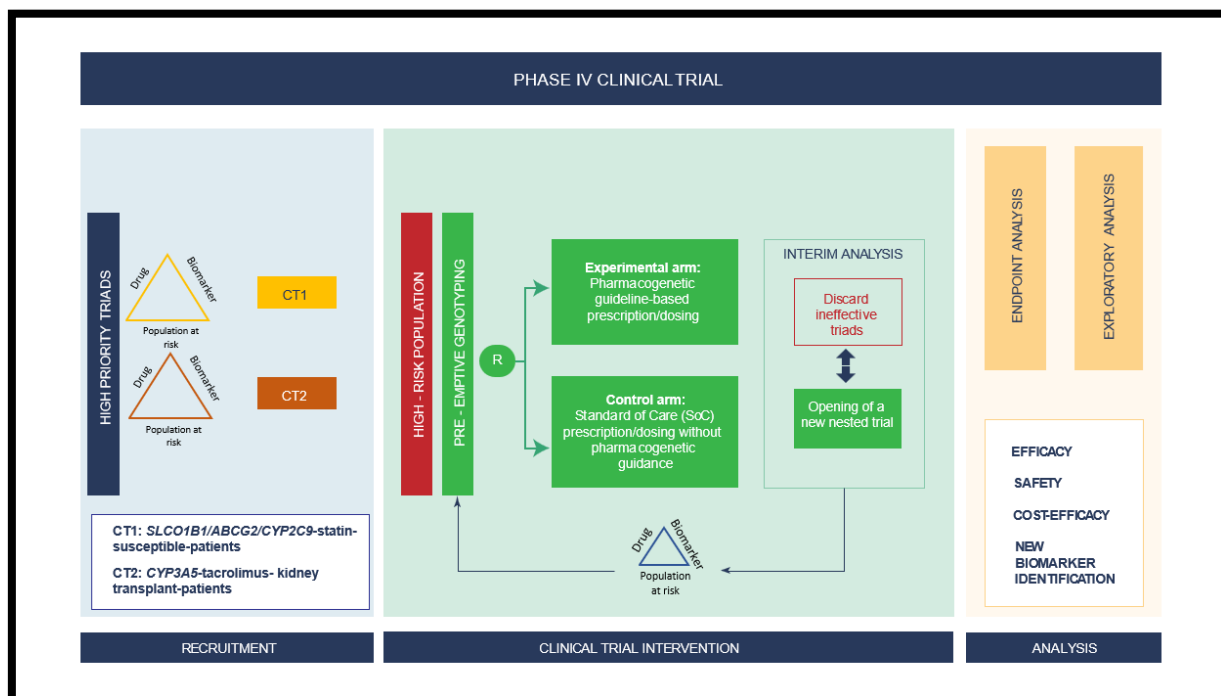 PHASE IV CLINICAL TRIAL
HIGH PRIORITY TRIADS
Drug
Biomarker
Population at
risk
CT1
Drug
Biomarker
Population at
risk
CT2
CT1: SLCO1B1/ABCG2/CYP2C9-statin-
susceptible-patients
CT2: CYP3A5-tacrolimus- kidney
transplant-patients
RECRUITMENT
HIGH - RISK POPULATION
PRE - EMPTIVE GENOTYPING
R
Experimental arm:
Pharmacogenetic
guideline-based
prescription/dosing
Control arm:
Standard of Care (SoC)
prescription/dosing without
pharmacogenetic
guidance
INTERIM ANALYSIS
Discard
ineffective
triads
Opening of a
new nested trial
Drug
Biomarker
Population
at risk
CLINICAL TRIAL INTERVENTION
ENDPOINT ANALYSIS
EXPLORATORY ANALYSIS
EFFICACY
SAFETY
COST-EFFICACY
NEW
BIOMARKER
IDENTIFICATION
ANALYSIS